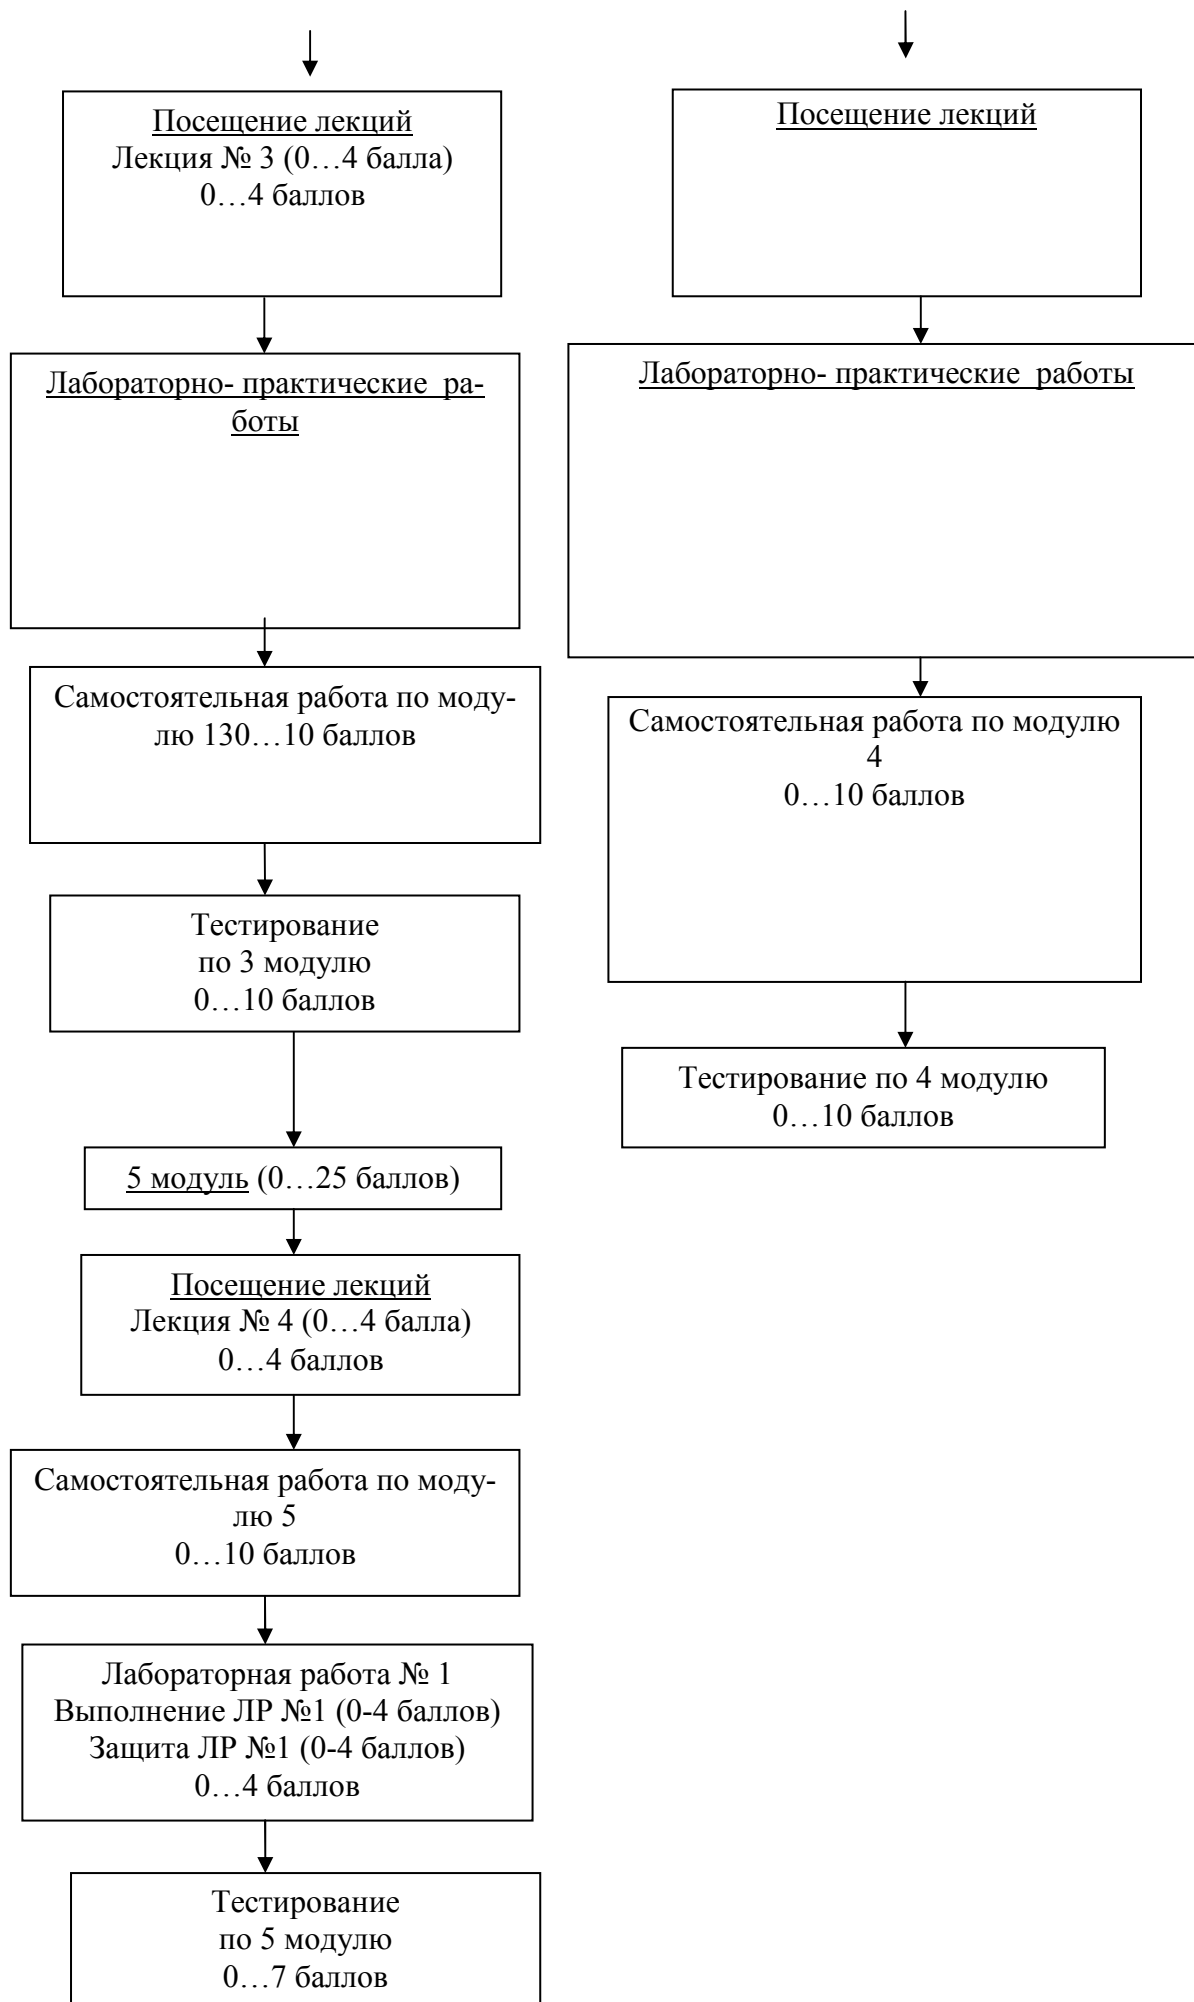 Посещение лекций
Лекция № 3 (0…4 балла)
0…4 баллов
Лабораторно- практические  ра-
боты
Самостоятельная работа по моду-
лю 130…10 баллов
Тестирование
по 3 модулю
0…10 баллов
5 модуль (0…25 баллов)
Посещение лекций
Лекция № 4 (0…4 балла)
0…4 баллов
Самостоятельная работа по моду-
лю 5
0…10 баллов
Лабораторная работа № 1
Выполнение ЛР №1 (0-4 баллов)
Защита ЛР №1 (0-4 баллов)
0…4 баллов
Тестирование
по 5 модулю
0…7 баллов
Посещение лекций
Лабораторно- практические  работы
Самостоятельная работа по модулю
4
0…10 баллов
Тестирование по 4 модулю
0…10 баллов